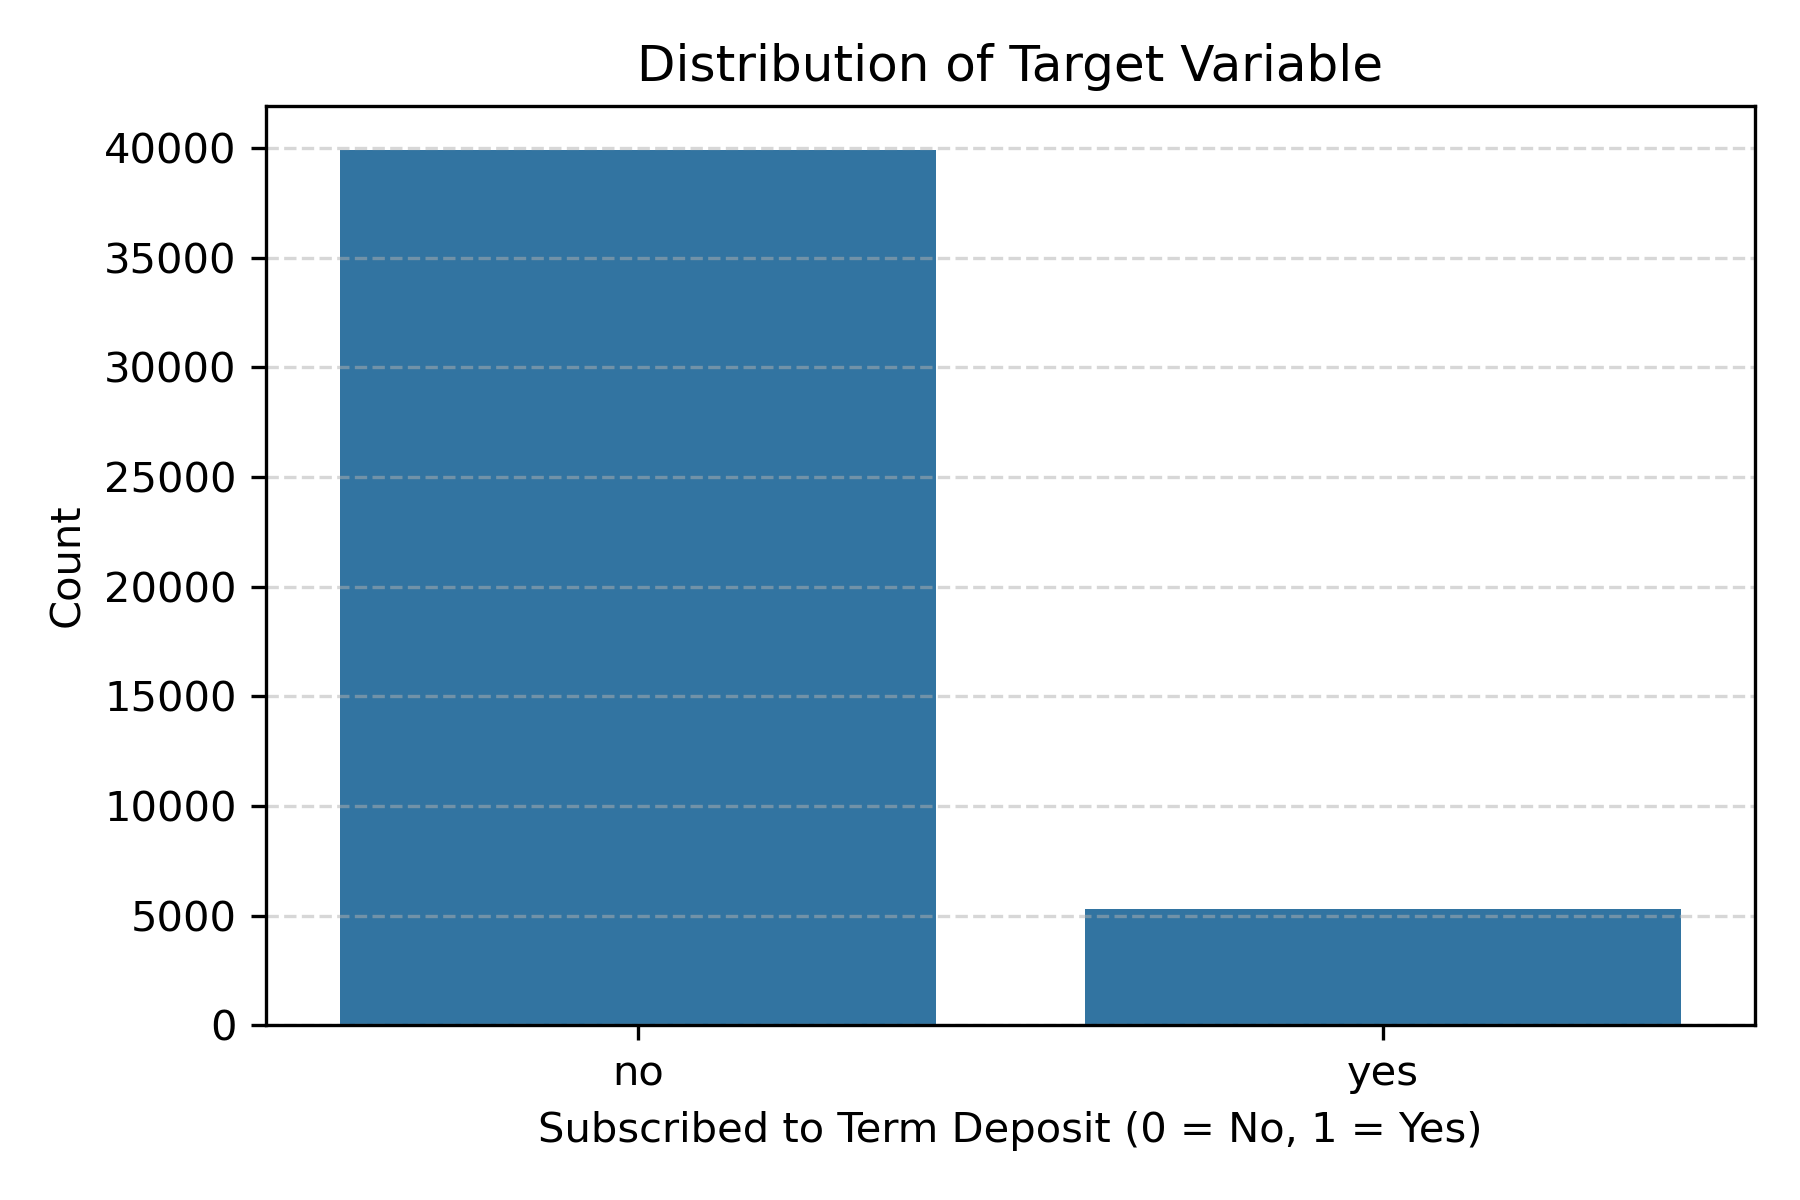 Distribution of Target Variable
40000
35000
30000
25000
20000
15000
10000
5000
0
Count
no
yes
Subscribed to Term Deposit (0 = No, 1 = Yes)